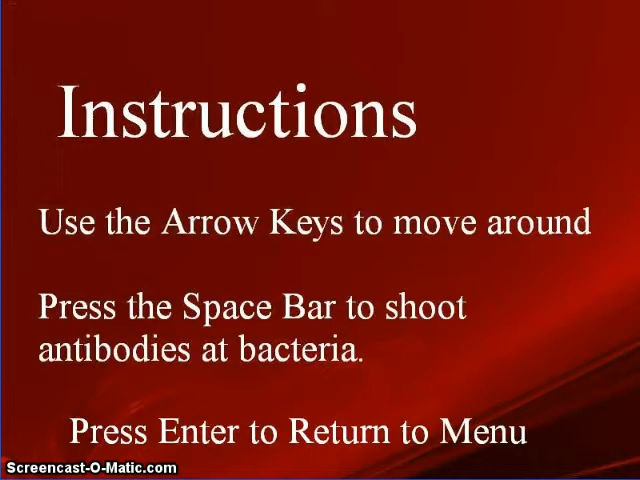 Instructions
Use the Arrow Keys to move around
Press the Space Bar to shoot
antibodies at bacteria.
Press Enter to Return to Menu
Screencast-O-Matic.com